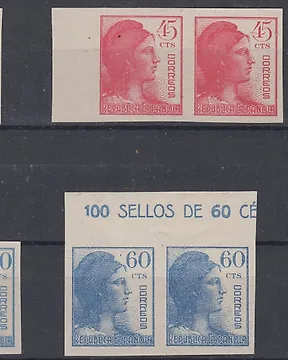 45 45
CTS CTS
CORREOS CORREOS
REPUBLICA ESPAÑOLA REPUBLICA ESPAÑOLA
100 SELLOS DE 60 CÉ
0 60 60
CTS CTS
CORREOS CORREOS
REPUBLICA ESPAÑOLA REPUBLICA ESPAÑOLA